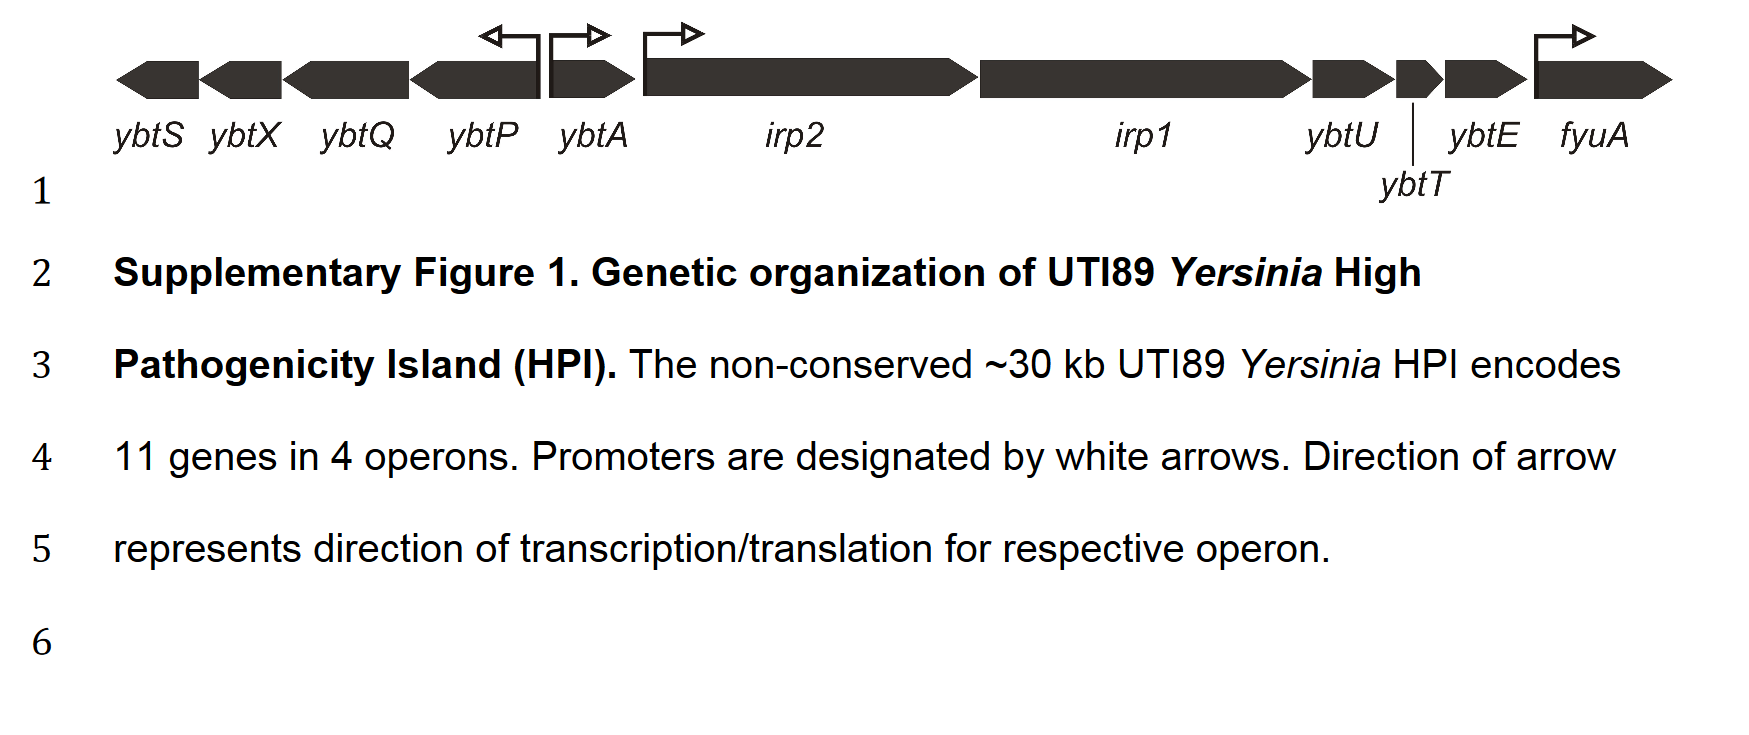 ybtS ybtX ybtQ ybtP ybtA irp2 irp1 ybtU ybtE fyuA
ybtT
1
2 Supplementary Figure 1. Genetic organization of UTI89 Yersinia High
3 Pathogenicity Island (HPI). The non-conserved ~30 kb UTI89 Yersinia HPI encodes
4 11 genes in 4 operons. Promoters are designated by white arrows. Direction of arrow
5 represents direction of transcription/translation for respective operon.
6